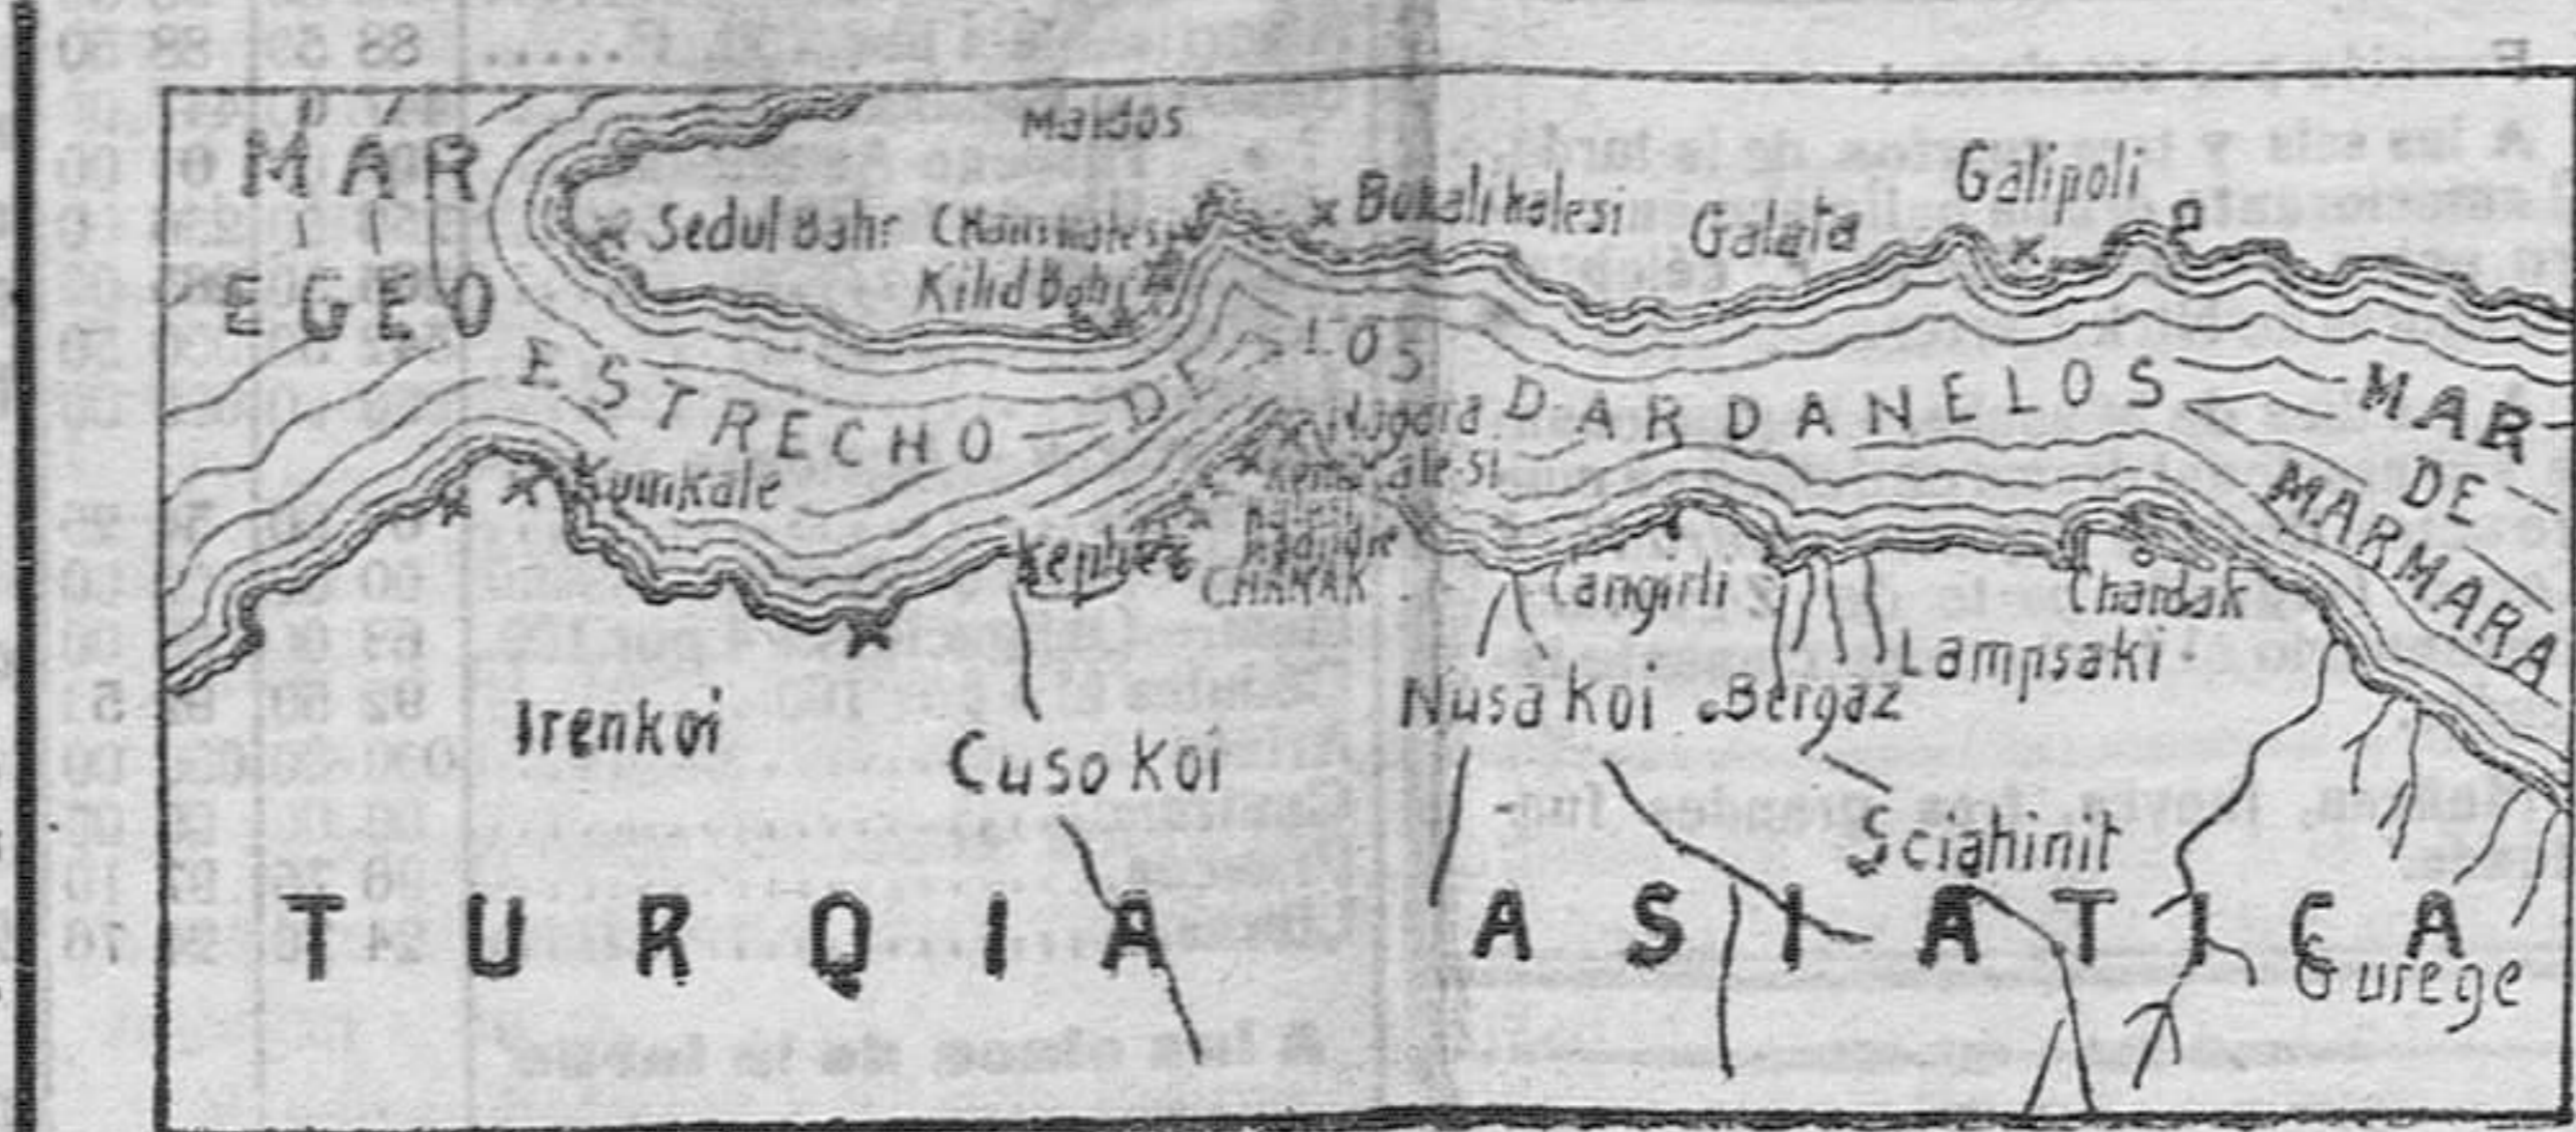 Maidos
MAR
EGEO
Sedul Bahr
Kilid Bahr
Bokali kalesi
Galata
Galipoli
ESTRECHO DE LOS DARDANELOS
MAR
DE
MARMARA
Kumkale
Nagara
CHANAK
Cangirli
Chardak
Lampsaki
Irenkoi
Cuso Koi
Nusa Koi
Bergaz
Sciahinit
TURQIA ASIATICA
Gurege